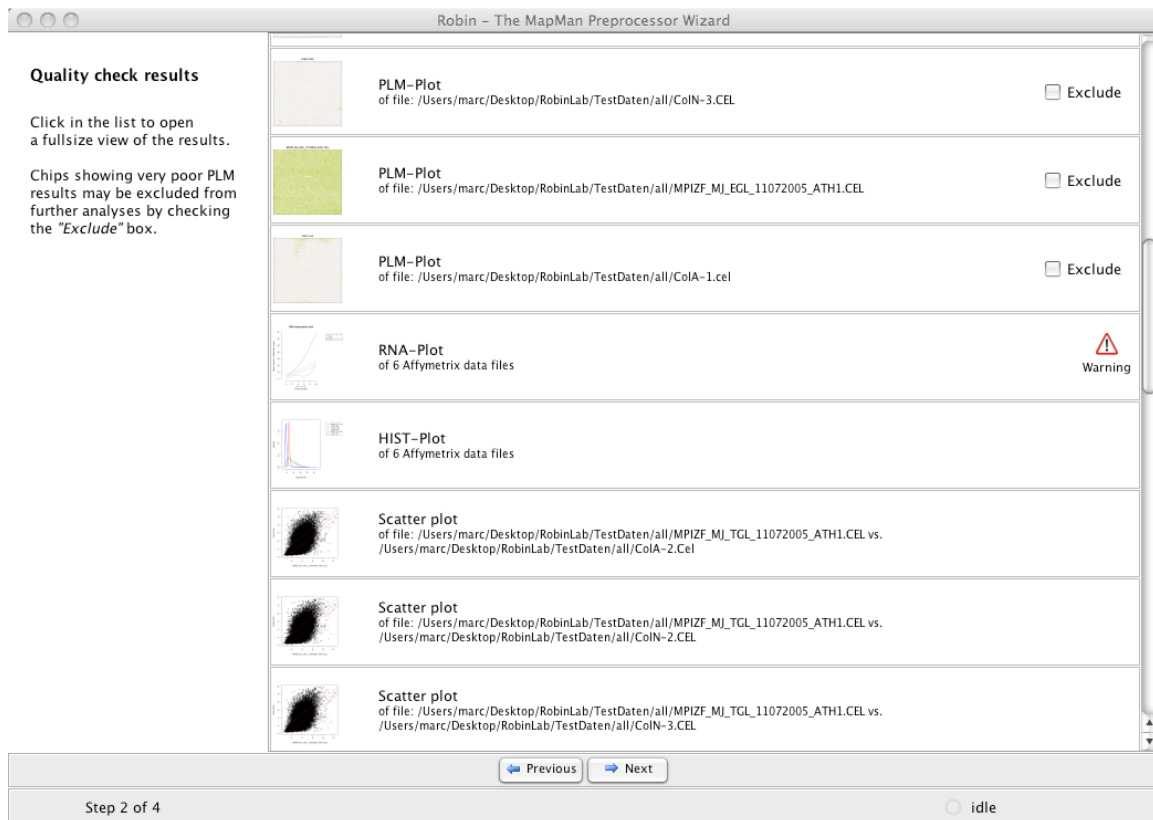 Robin – The MapMan Preprocessor Wizard
Quality check results
Click in the list to open
a fullsize view of the results.
Chips showing very poor PLM
results may be excluded from
further analyses by checking
the "Exclude" box.
PLM-Plot
of file: /Users/marc/Desktop/RobinLab/TestDaten/all/ColN-3.CEL
Exclude
PLM-Plot
of file: /Users/marc/Desktop/RobinLab/TestDaten/all/MPIZF_MJ_EGL_11072005_ATH1.CEL
Exclude
PLM-Plot
of file: /Users/marc/Desktop/RobinLab/TestDaten/all/ColA-1.cel
Exclude
RNA-Plot
of 6 Affymetrix data files
Warning
HIST-Plot
of 6 Affymetrix data files
Scatter plot
of file: /Users/marc/Desktop/RobinLab/TestDaten/all/MPIZF_MJ_TGL_11072005_ATH1.CEL vs.
/Users/marc/Desktop/RobinLab/TestDaten/all/ColA-2.Cel
Scatter plot
of file: /Users/marc/Desktop/RobinLab/TestDaten/all/MPIZF_MJ_TGL_11072005_ATH1.CEL vs.
/Users/marc/Desktop/RobinLab/TestDaten/all/ColN-2.CEL
Scatter plot
of file: /Users/marc/Desktop/RobinLab/TestDaten/all/MPIZF_MJ_TGL_11072005_ATH1.CEL vs.
/Users/marc/Desktop/RobinLab/TestDaten/all/ColN-3.CEL
Previous
Next
Step 2 of 4
idle